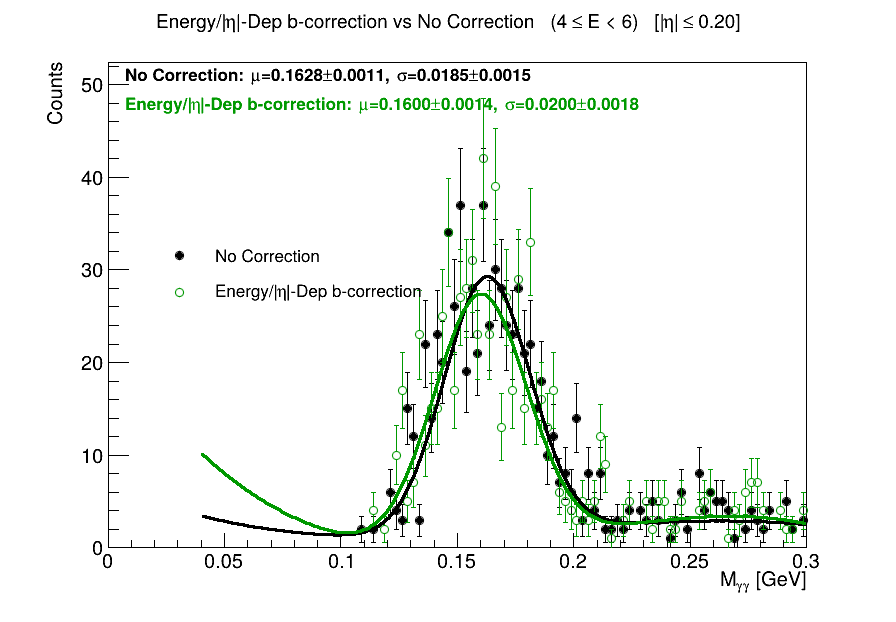 Energy/|η|-Dep b-correction vs No Correction (4 ≤ E < 6) [|η| ≤ 0.20]
No Correction: μ=0.1628±0.0011, σ=0.0185±0.0015
Energy/|η|-Dep b-correction: μ=0.1600±0.0014, σ=0.0200±0.0018
Counts
50
40
30
20
10
0
No Correction
Energy/|η|-Dep b-correction
0 0.05 0.1 0.15 0.2 0.25 0.3
M_γγ [GeV]